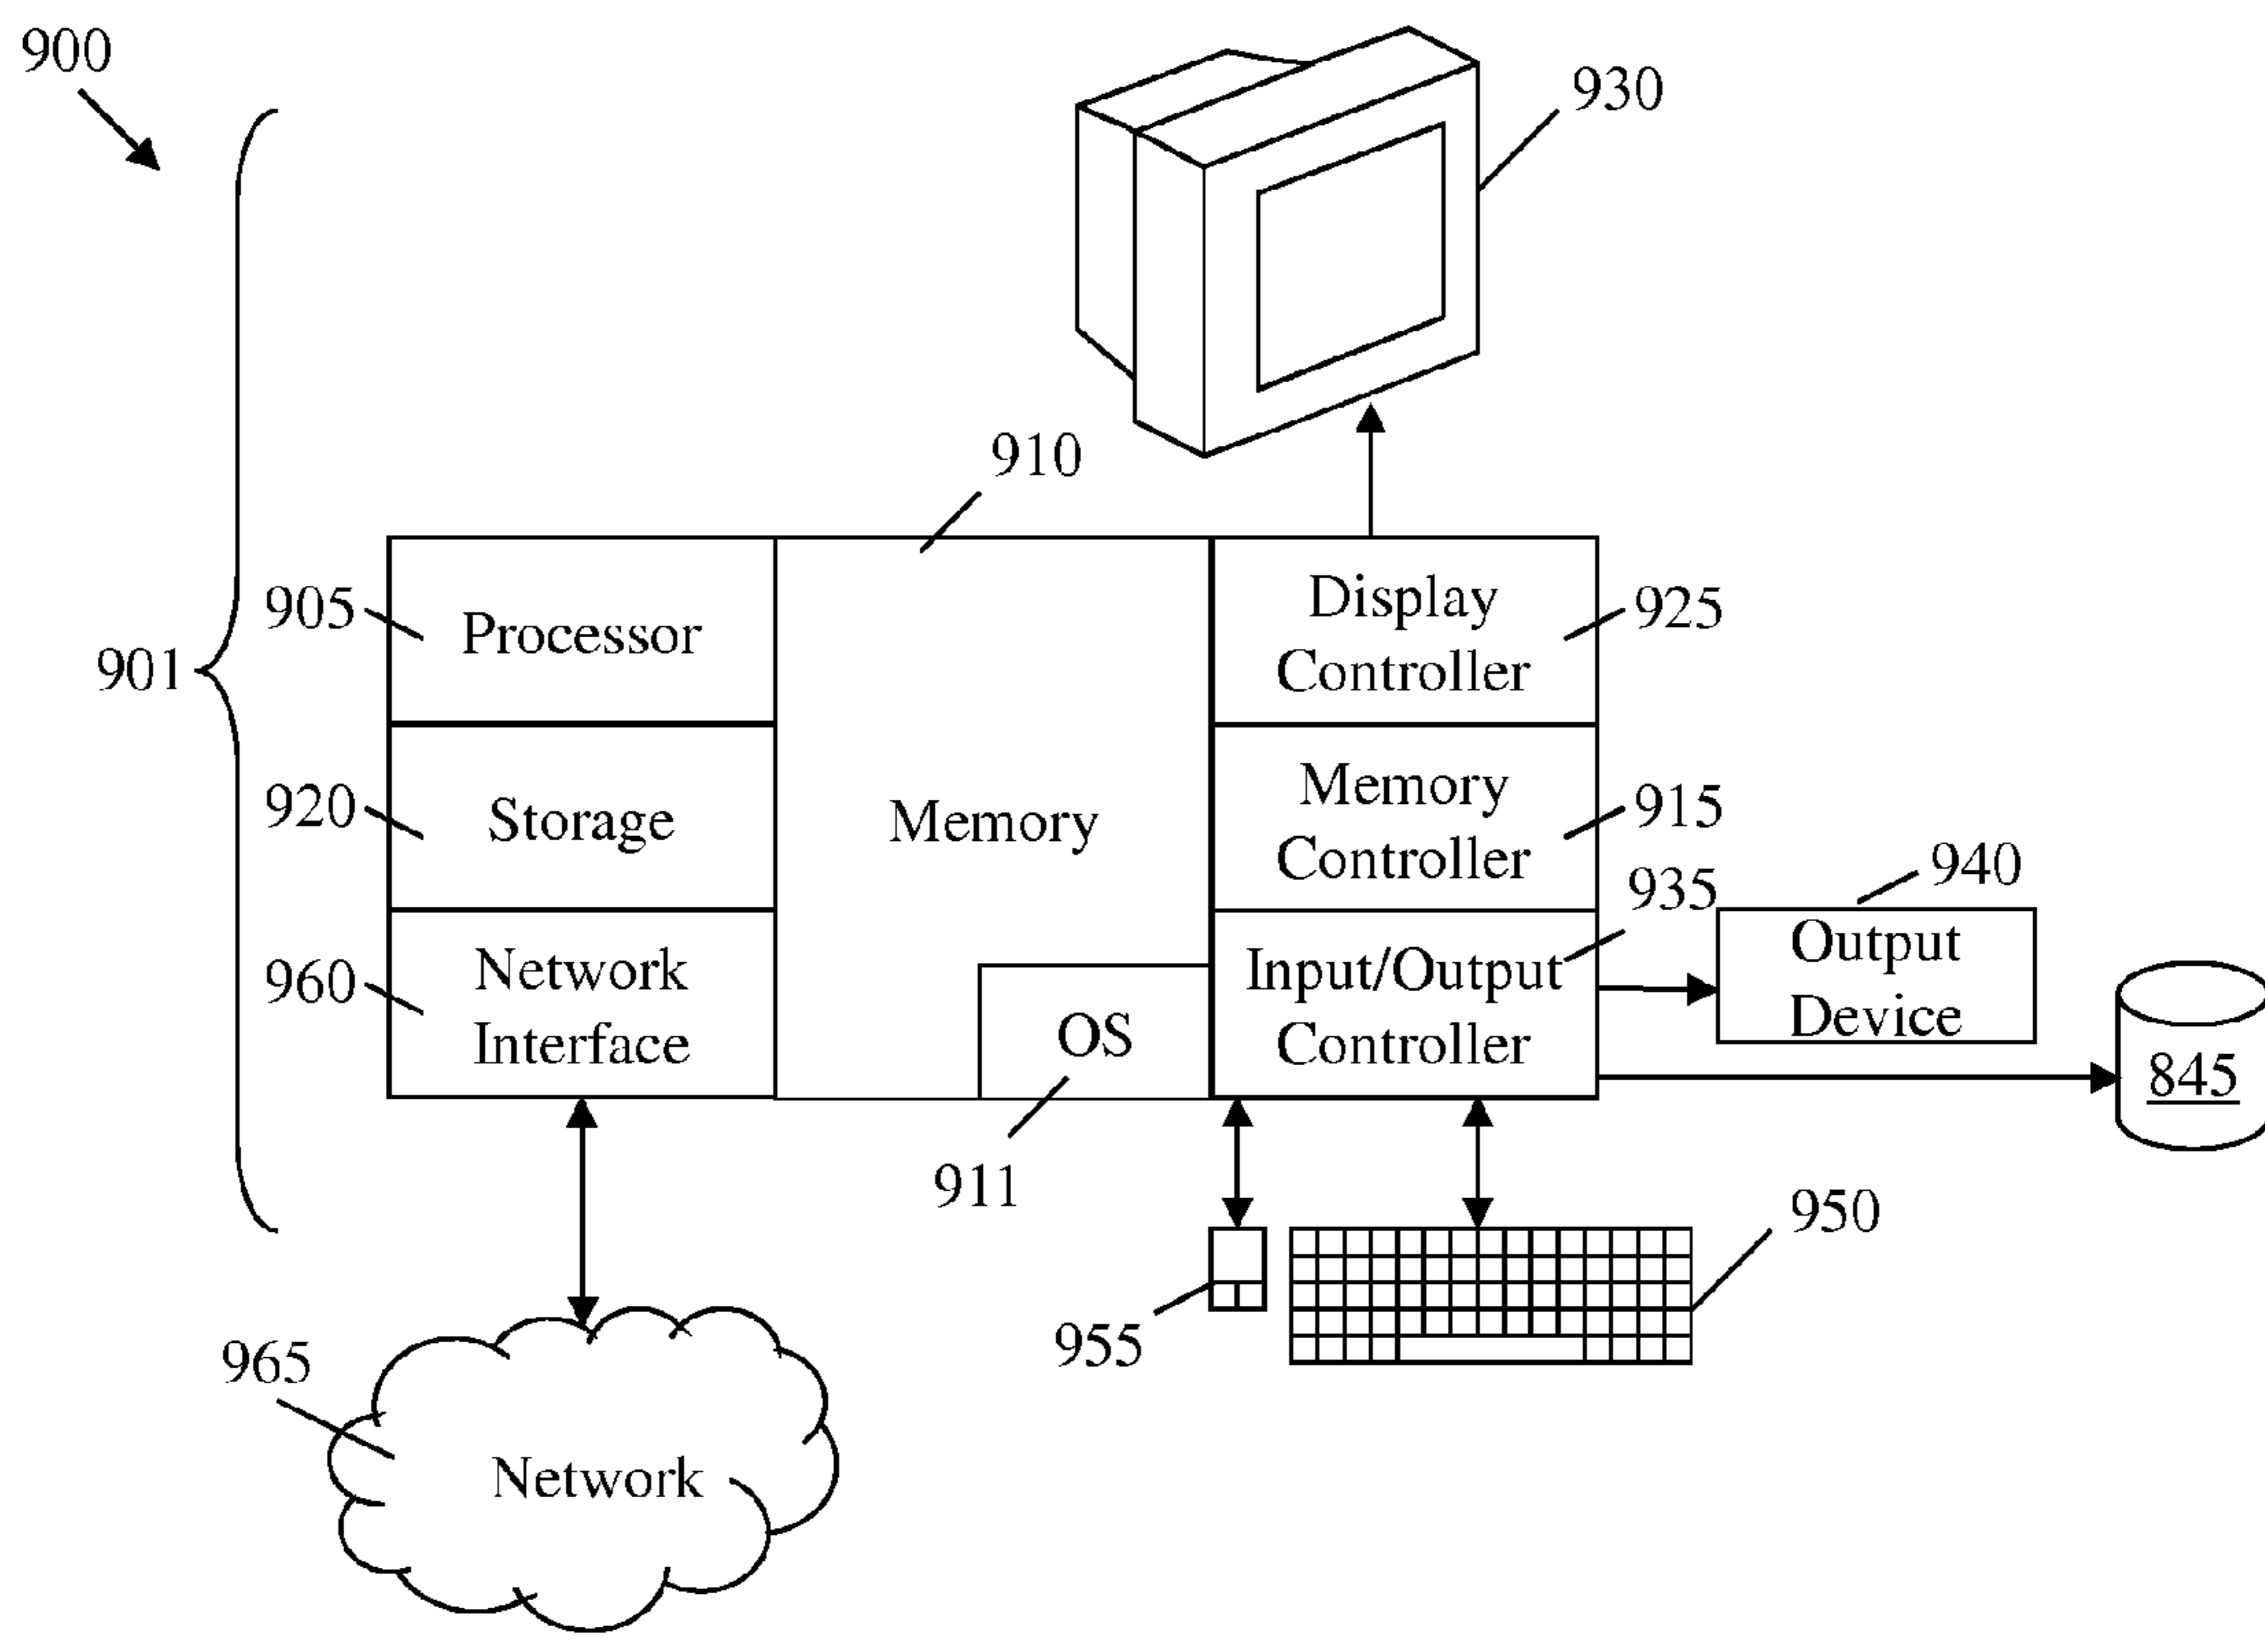 900
930
910
905
Processor
Display
Controller
925
901
920
Storage
Memory
Memory
Controller
915
935
940
960
Network
Interface
OS
Input/Output
Controller
Output
Device
845
911
950
955
965
Network